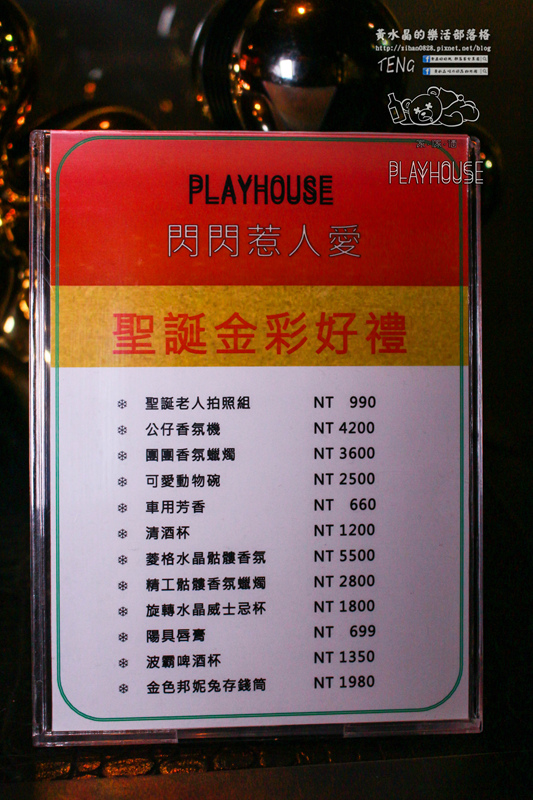 黃水晶的樂活部落格
http://zihan0828.pixnet.net/blog
TENG
PLAYHOUSE
PLAYHOUSE
閃閃惹人愛
聖誕金彩好禮
❄ 聖誕老人拍照組 NT 990
❄ 公仔香氛機 NT 4200
❄ 團團香氛蠟燭 NT 3600
❄ 可愛動物碗 NT 2500
❄ 車用芳香 NT 660
❄ 清酒杯 NT 1200
❄ 菱格水晶骷髏香氛 NT 5500
❄ 精工骷髏香氛蠟燭 NT 2800
❄ 旋轉水晶威士忌杯 NT 1800
❄ 陽具唇膏 NT 699
❄ 波霸啤酒杯 NT 1350
❄ 金色邦妮兔存錢筒 NT 1980